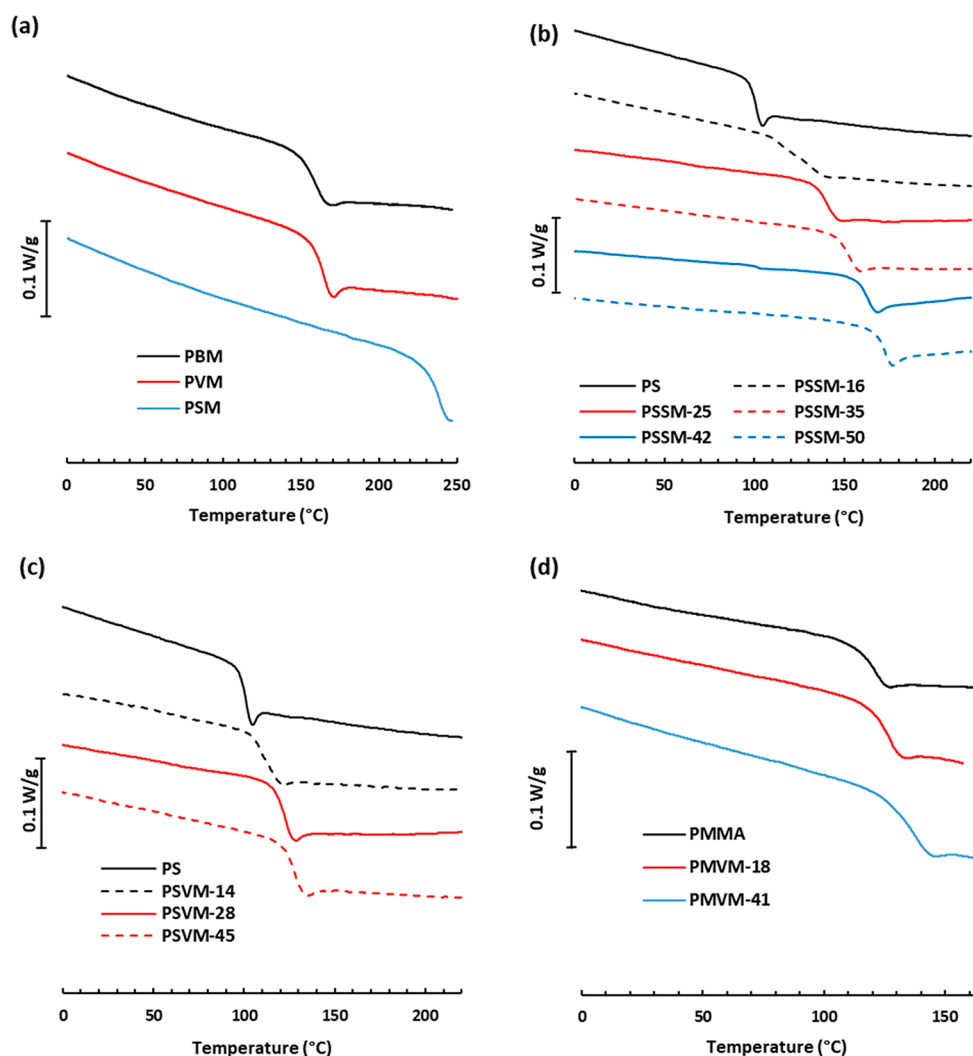 (a)
0.1 W/g
PBM
PVM
PSM
0 50 100 150 200 250
Temperature (°C)
(b)
0.1 W/g
PS PSSM-16
PSSM-25 PSSM-35
PSSM-42 PSSM-50
0 50 100 150 200
Temperature (°C)
(c)
0.1 W/g
PS
PSVM-14
PSVM-28
PSVM-45
0 50 100 150 200
Temperature (°C)
(d)
0.1 W/g
PMMA
PMVM-18
PMVM-41
0 50 100 150
Temperature (°C)